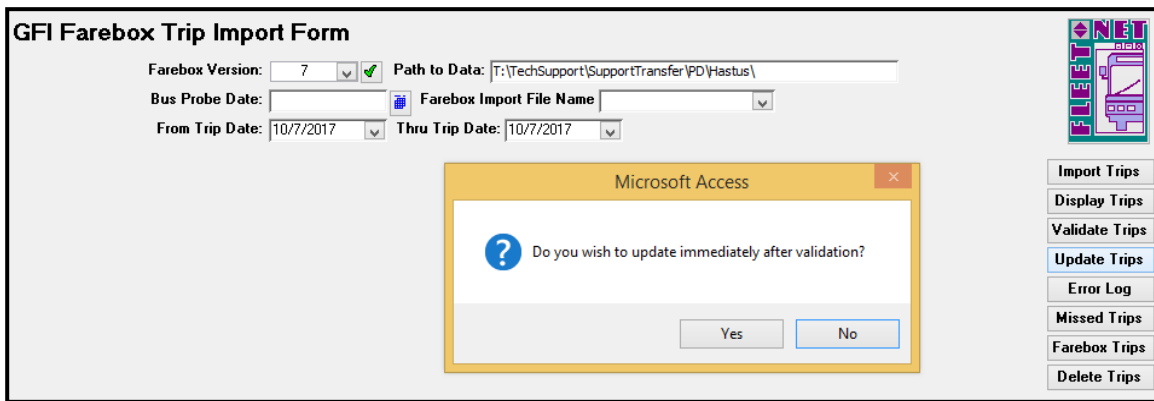 GFI Farebox Trip Import Form
Farebox Version: 7 Path to Data: T:\TechSupport\SupportTransfer\PD\Hastus\
Bus Probe Date: Farebox Import File Name
From Trip Date: 10/7/2017 Thru Trip Date: 10/7/2017
FLEET NET
Microsoft Access
Do you wish to update immediately after validation?
Yes No
Import Trips
Display Trips
Validate Trips
Update Trips
Error Log
Missed Trips
Farebox Trips
Delete Trips